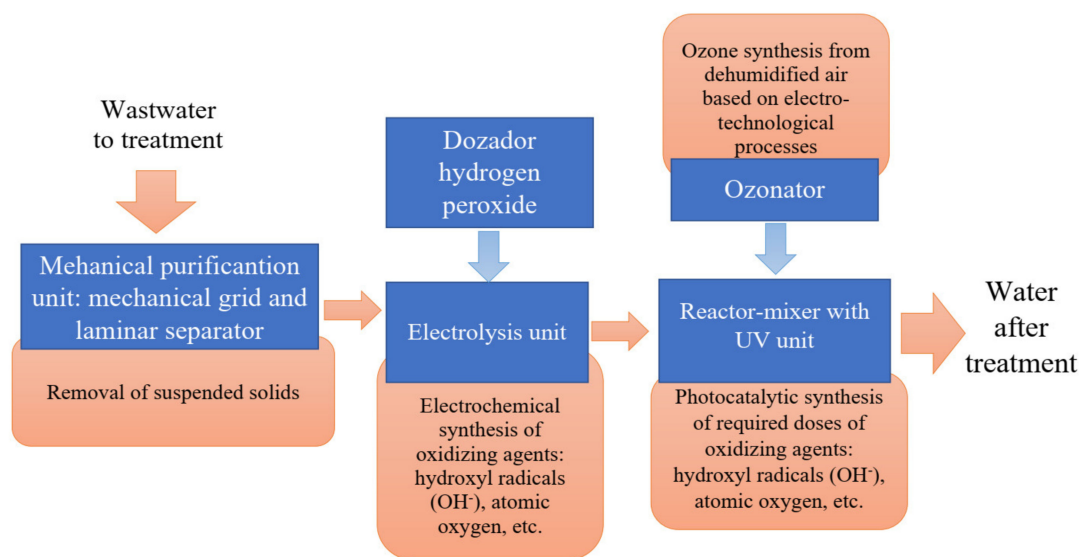 Wastwater
to treatment
Mehanical purificantion
unit: mechanical grid and
laminar separator
Removal of suspended solids
Dozador
hydrogen
peroxide
Electrolysis unit
Electrochemical
synthesis of
oxidizing agents:
hydroxyl radicals
(OH⁻), atomic
oxygen, etc.
Ozone synthesis from
dehumidified air
based on electro-
technological
processes
Ozonator
Reactor-mixer with
UV unit
Photocatalytic synthesis
of required doses of
oxidizing agents:
hydroxyl radicals (OH⁻),
atomic oxygen, etc.
Water
after
treatment